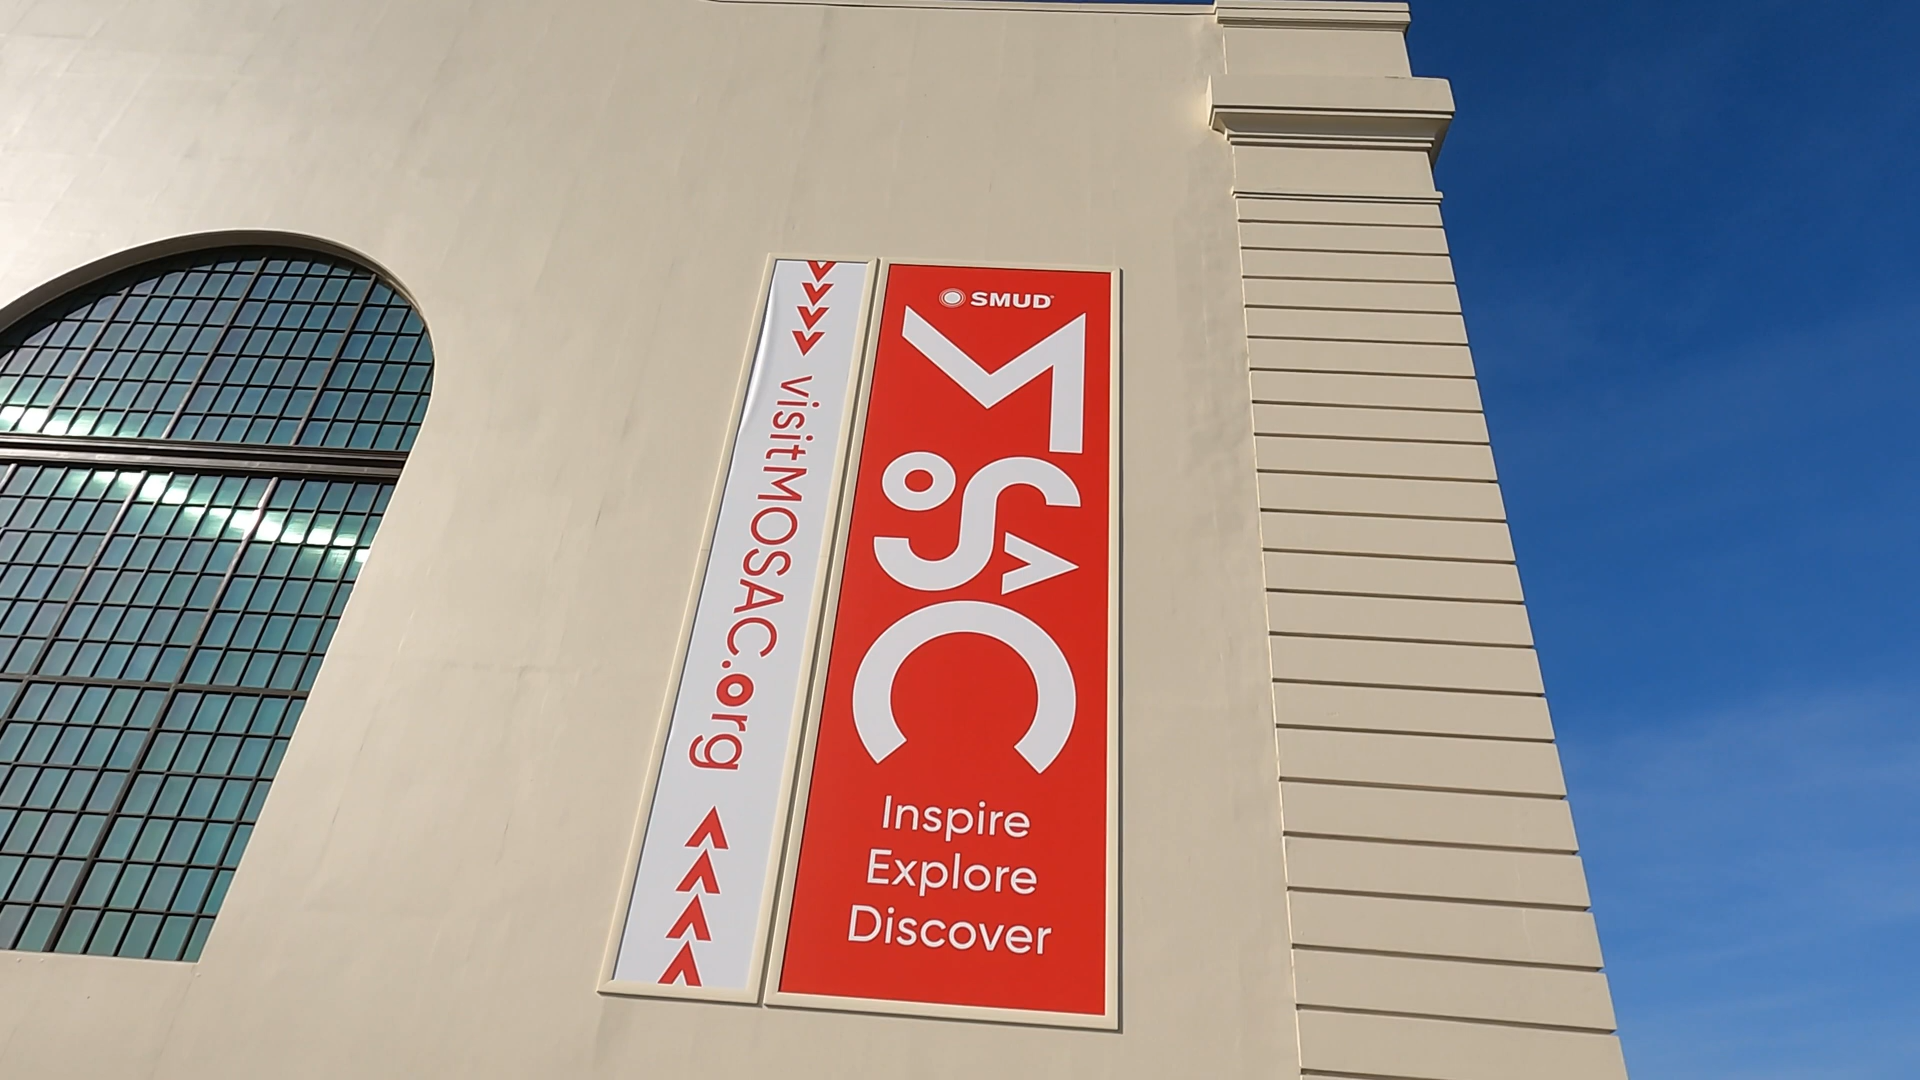 visitMOSAC.org
SMUD
MOSAC
Inspire
Explore
Discover